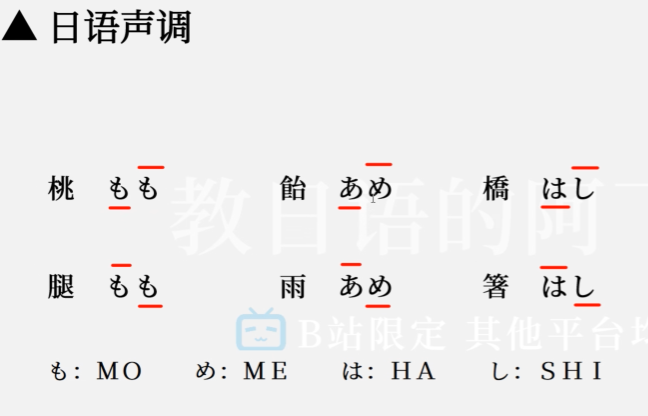 ▲ 日语声调
桃 もも 飴 あめ 橋 はし
教日语的阿
腿 もも 雨 あめ 箸 はし
B站限定 其他平台均
も：MO め：ME は：HA し：SHI